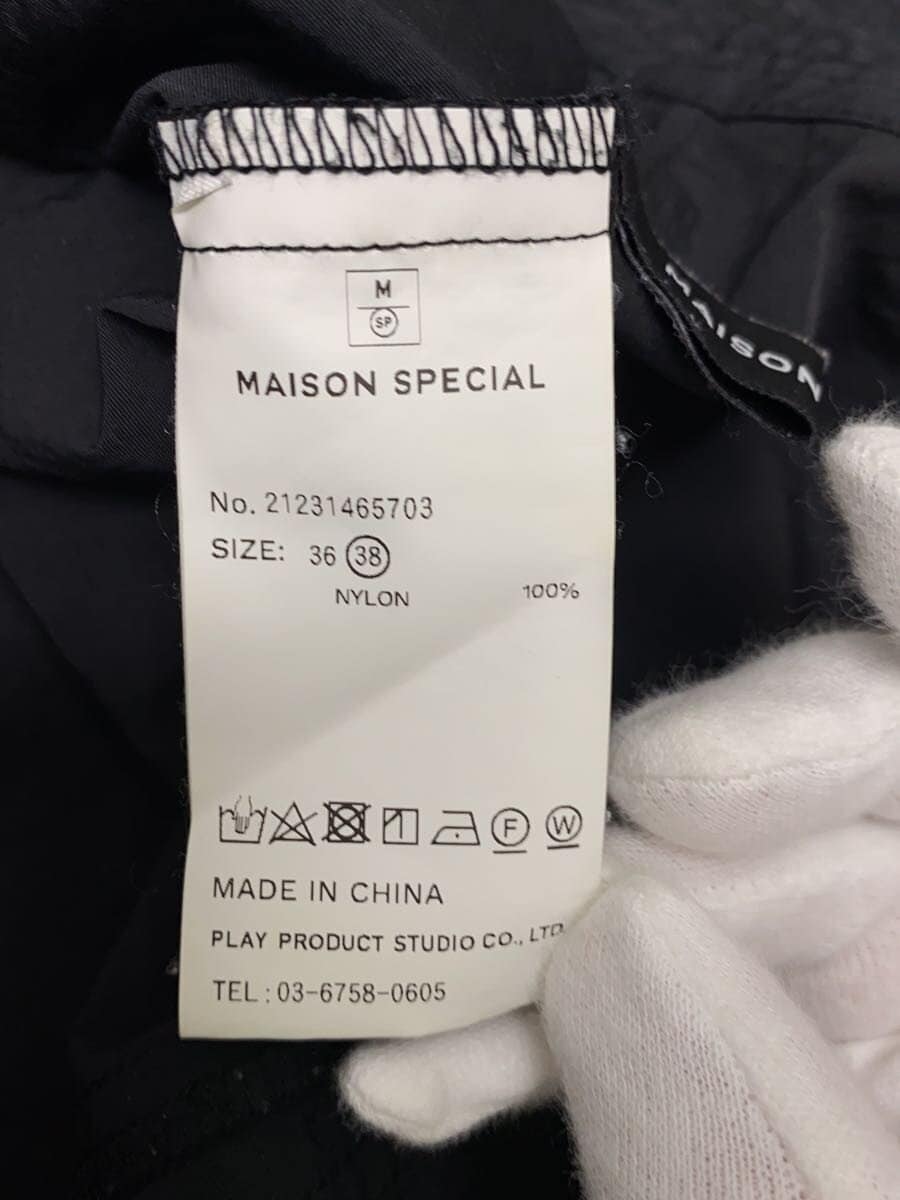 M
SP
MAISON SPECIAL
MAISON
No. 21231465703
SIZE: 36 38
NYLON 100%
F W
MADE IN CHINA
PLAY PRODUCT STUDIO CO., LTD.
TEL : 03-6758-0605